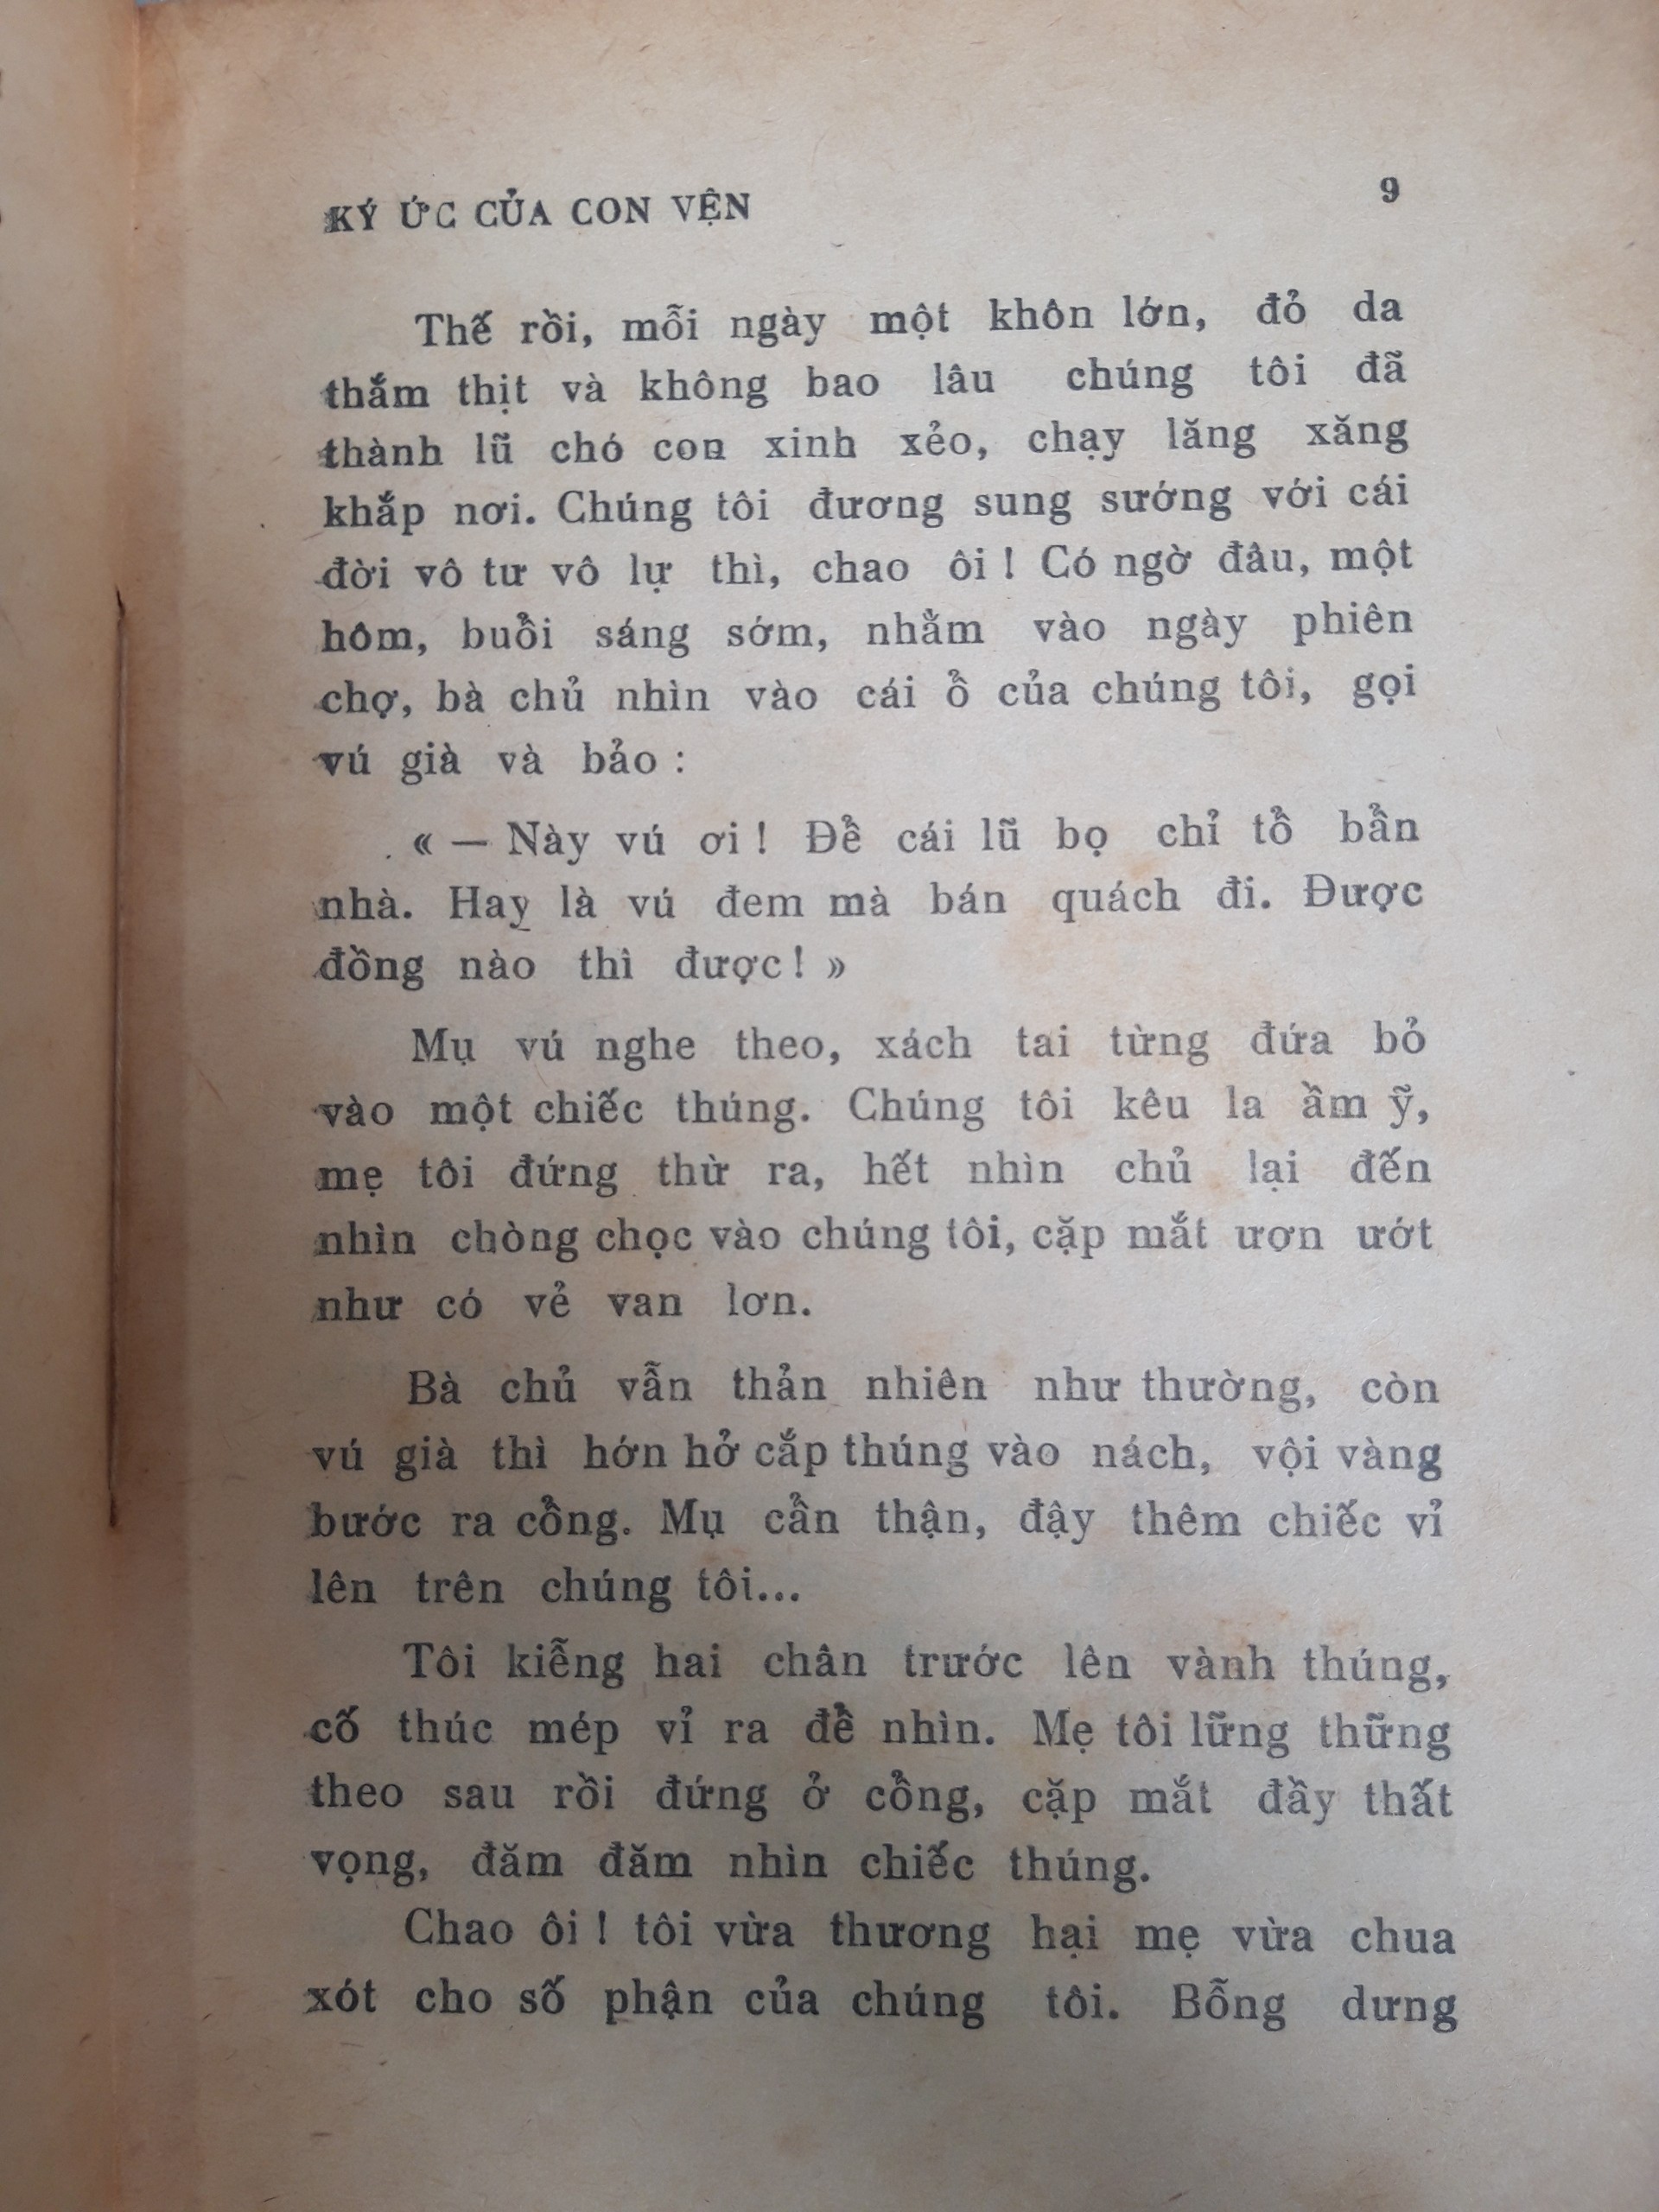 KÝ ỨC CỦA CON VỆN
9
Thế rồi, mỗi ngày một khôn lớn, đỏ da
thắm thịt và không bao lâu chúng tôi đã
thành lũ chó con xinh xẻo, chạy lăng xăng
khắp nơi. Chúng tôi đương sung sướng với cái
đời vô tư vô lự thì, chao ôi ! Có ngờ đâu, một
hôm, buổi sáng sớm, nhằm vào ngày phiên
chợ, bà chủ nhìn vào cái ổ của chúng tôi, gọi
vú già và bảo :
« — Này vú ơi ! Để cái lũ bọ chỉ tổ bẩn
nhà. Hay là vú đem mà bán quách đi. Được
đồng nào thì được ! »
Mụ vú nghe theo, xách tai từng đứa bỏ
vào một chiếc thúng. Chúng tôi kêu la ầm ỹ,
mẹ tôi đứng thừ ra, hết nhìn chủ lại đến
nhìn chòng chọc vào chúng tôi, cặp mắt ươn ướt
như có vẻ van lơn.
Bà chủ vẫn thản nhiên như thường, còn
vú già thì hớn hở cắp thúng vào nách, vội vàng
bước ra cổng. Mụ cẩn thận, đậy thêm chiếc vỉ
lên trên chúng tôi...
Tôi kiễng hai chân trước lên vành thúng,
cố thúc mép vỉ ra để nhìn. Mẹ tôi lững thững
theo sau rồi đứng ở cổng, cặp mắt đầy thất
vọng, đăm đăm nhìn chiếc thúng.
Chao ôi ! tôi vừa thương hại mẹ vừa chua
xót cho số phận của chúng tôi. Bỗng dưng